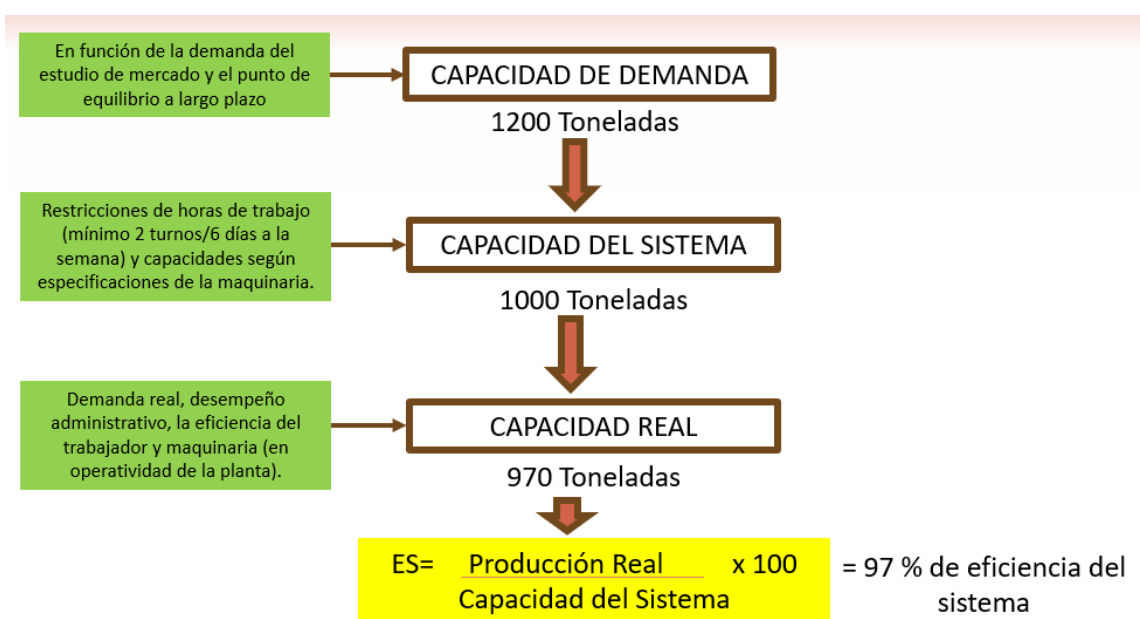 En función de la demanda del
estudio de mercado y el punto de
equilibrio a largo plazo
CAPACIDAD DE DEMANDA
1200 Toneladas
Restricciones de horas de trabajo
(mínimo 2 turnos/6 días a la
semana) y capacidades según
especificaciones de la maquinaria.
CAPACIDAD DEL SISTEMA
1000 Toneladas
Demanda real, desempeño
administrativo, la eficiencia del
trabajador y maquinaria (en
operatividad de la planta).
CAPACIDAD REAL
970 Toneladas
ES= Producción Real x 100
Capacidad del Sistema
= 97 % de eficiencia del
sistema